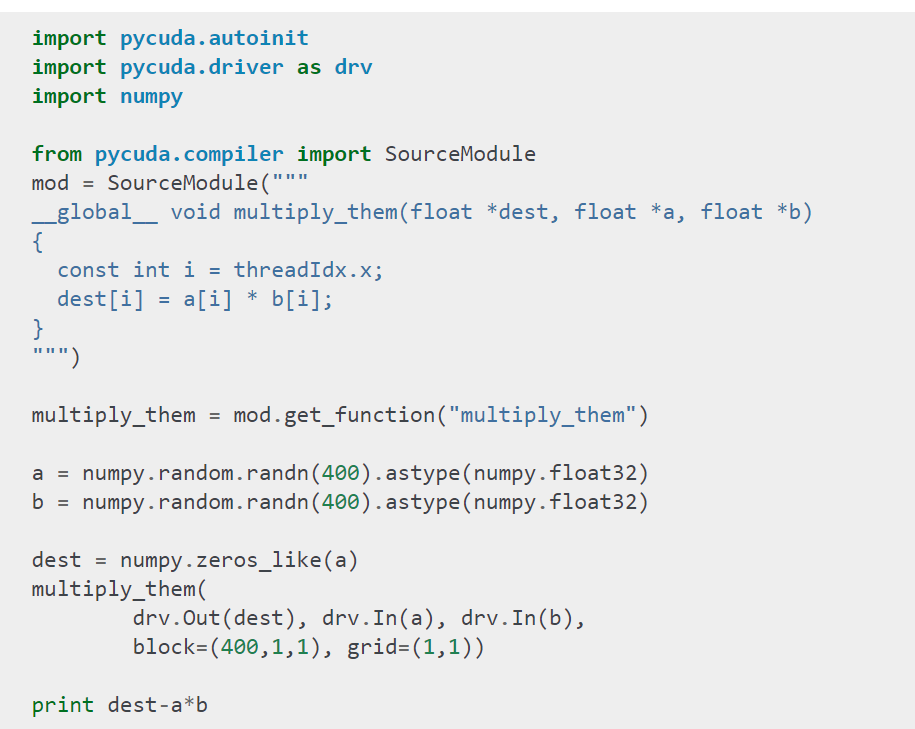 import pycuda.autoinit
import pycuda.driver as drv
import numpy

from pycuda.compiler import SourceModule
mod = SourceModule("""
__global__ void multiply_them(float *dest, float *a, float *b)
{
  const int i = threadIdx.x;
  dest[i] = a[i] * b[i];
}
""")

multiply_them = mod.get_function("multiply_them")

a = numpy.random.randn(400).astype(numpy.float32)
b = numpy.random.randn(400).astype(numpy.float32)

dest = numpy.zeros_like(a)
multiply_them(
        drv.Out(dest), drv.In(a), drv.In(b),
        block=(400,1,1), grid=(1,1))

print dest-a*b